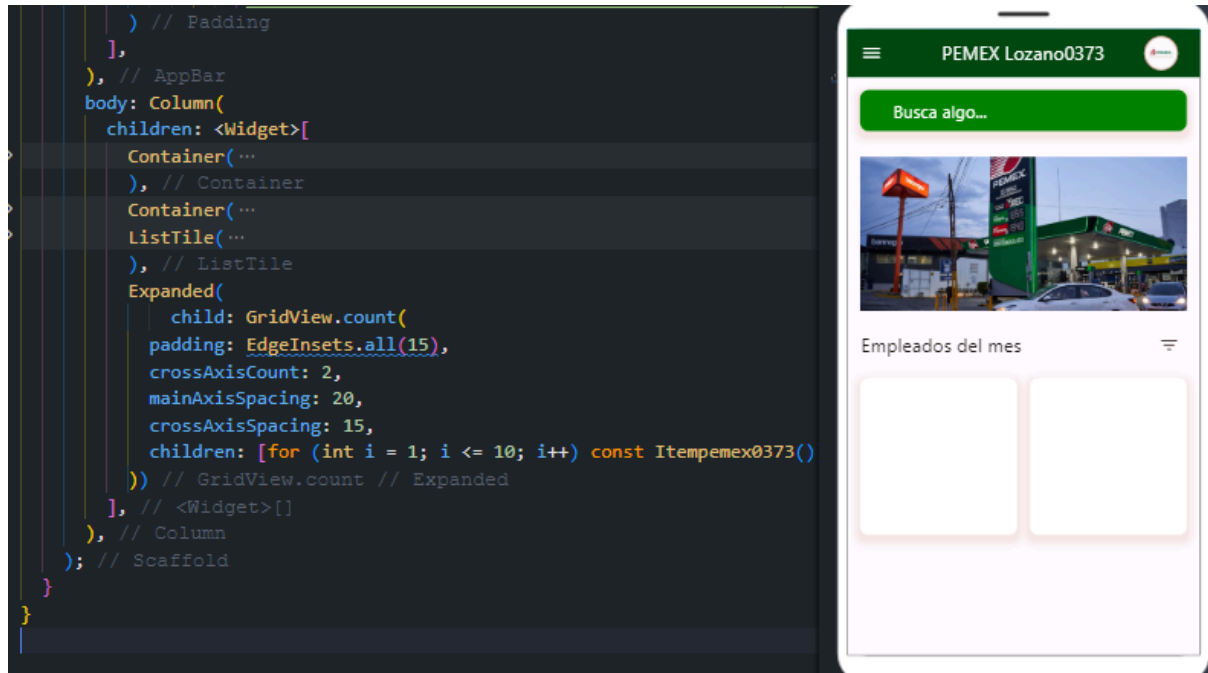 ) // Padding
],
), // AppBar
body: Column(
children: <Widget>[
Container(…
), // Container
Container(…
ListTile(…
), // ListTile
Expanded(
child: GridView.count(
padding: EdgeInsets.all(15),
crossAxisCount: 2,
mainAxisSpacing: 20,
crossAxisSpacing: 15,
children: [for (int i = 1; i <= 10; i++) const Itempemex0373()
)) // GridView.count // Expanded
], // <Widget>[]
), // Column
); // Scaffold
}
}
PEMEX Lozano0373
Busca algo...
PEMEX
Empleados del mes